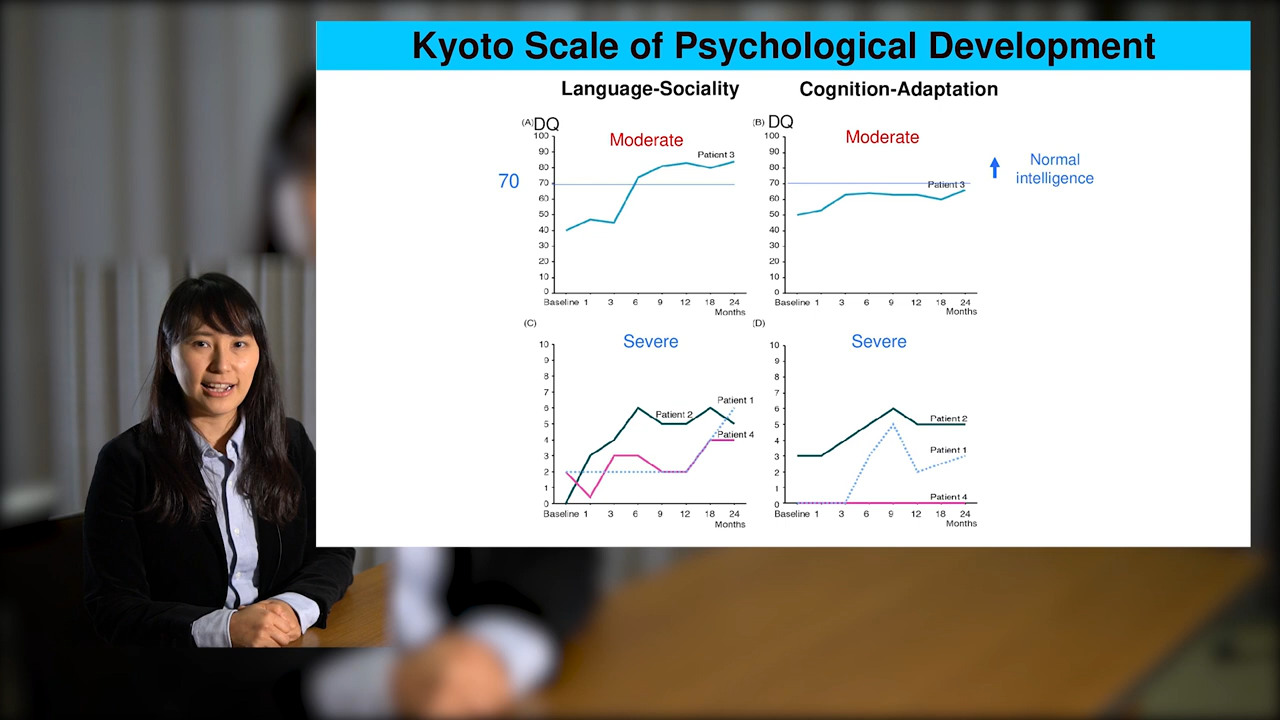 Kyoto Scale of Psychological Development
Language-Sociality
Cognition-Adaptation
(A) DQ
Moderate
Patient 3
100
90
80
70
60
50
40
30
20
10
0
Baseline 1 3 6 9 12 18 24
Months
70
(B) DQ
Moderate
Patient 3
100
90
80
70
60
50
40
30
20
10
0
Baseline 1 3 6 9 12 18 24
Months
Normal
intelligence
(C)
Severe
10
9
8
7
6
5
4
3
2
1
0
Patient 1
Patient 2
Patient 4
Baseline 1 3 6 9 12 18 24
Months
(D)
Severe
10
9
8
7
6
5
4
3
2
1
0
Patient 2
Patient 1
Patient 4
Baseline 1 3 6 9 12 18 24
Months